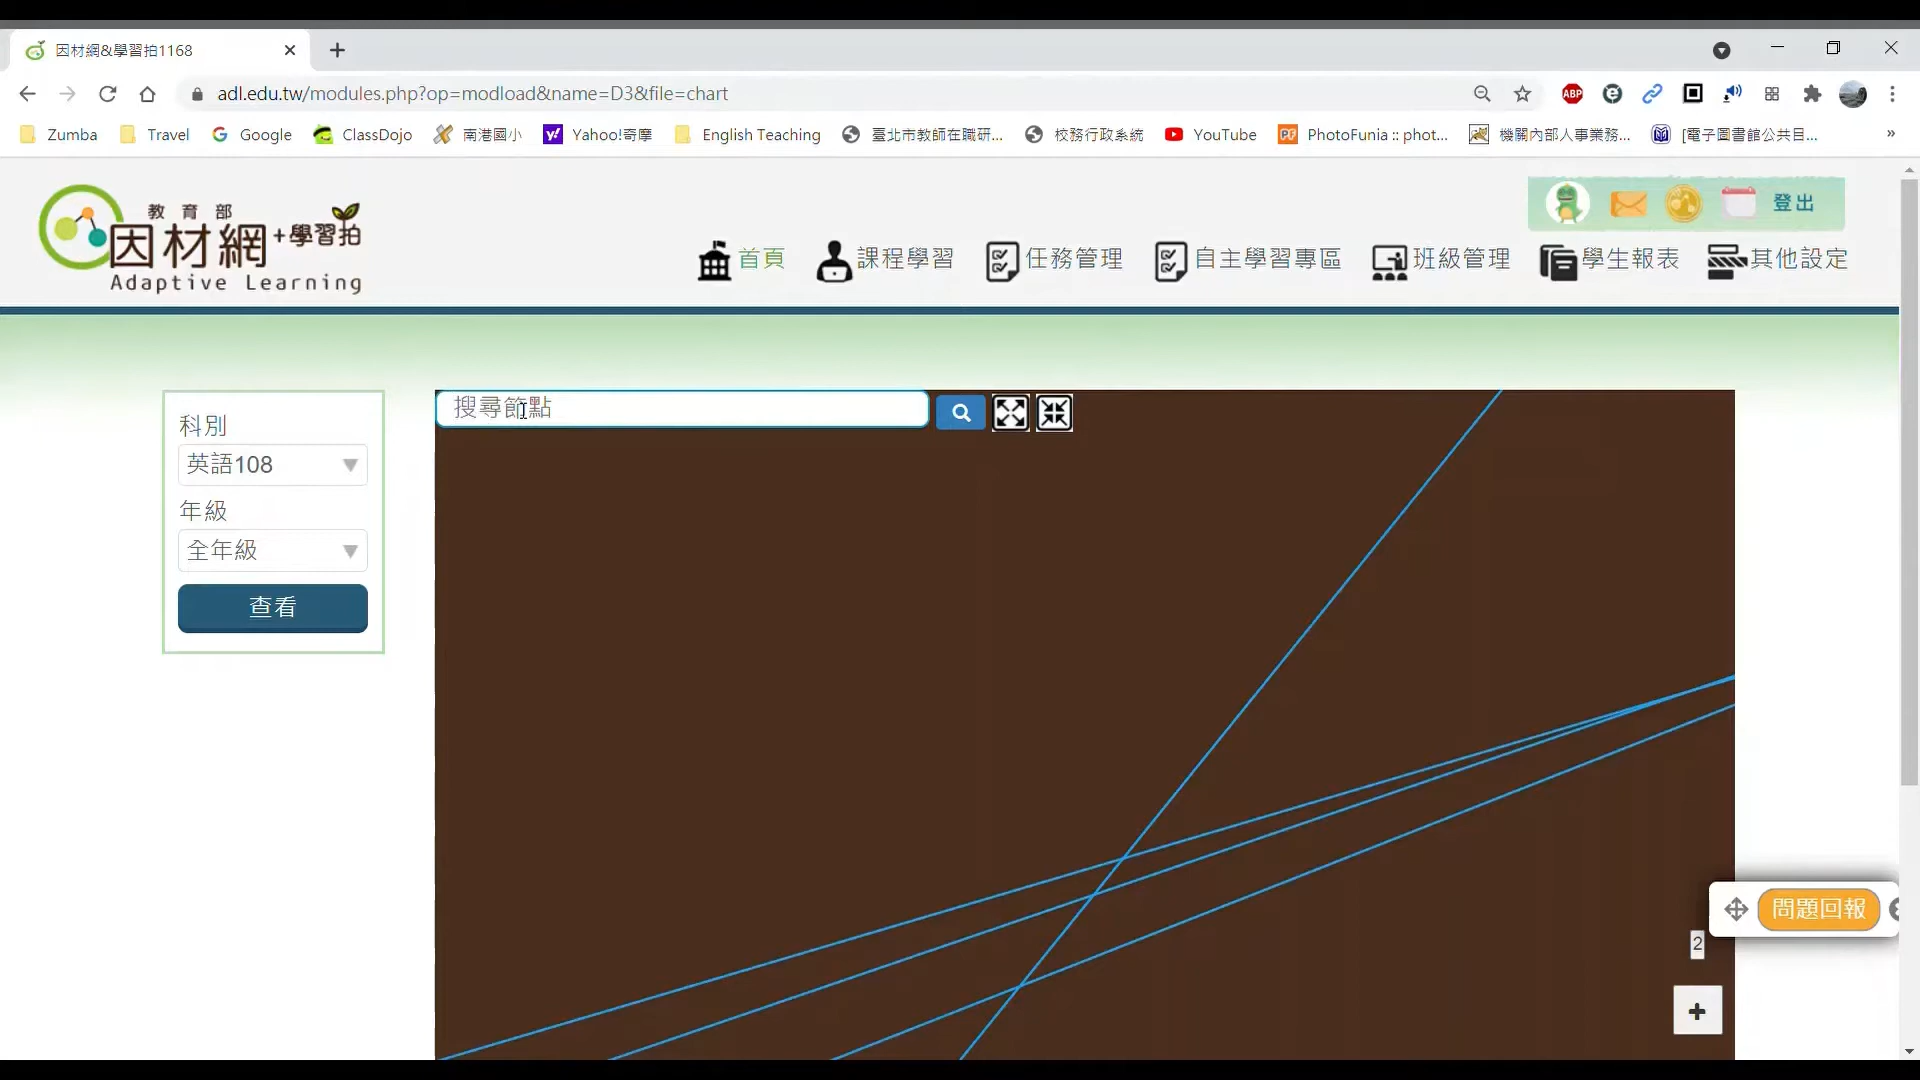 因材網&學習拍1168
adl.edu.tw/modules.php?op=modload&name=D3&file=chart
ABP
Zumba Travel Google ClassDojo 南港國小 Yahoo!奇摩 English Teaching 臺北市教師在職研... 校務行政系統 YouTube PhotoFunia :: phot... 機關內部人事業務... [電子圖書館公共目... »
教育部
因材網+學習拍
Adaptive Learning
登出
首頁 課程學習 任務管理 自主學習專區 班級管理 學生報表 其他設定
科別
英語108
年級
全年級
查看
搜尋節點
問題回報
2
+